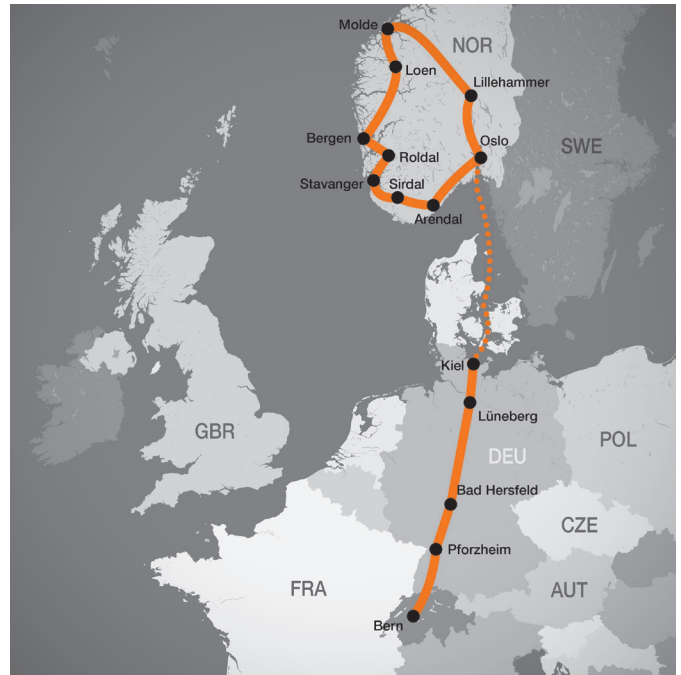 Molde
NOR
Loen
Lillehammer
Bergen
Oslo
SWE
Roldal
Stavanger
Sirdal
Arendal
Kiel
Lüneberg
GBR
POL
DEU
Bad Hersfeld
CZE
Pforzheim
FRA
AUT
Bern